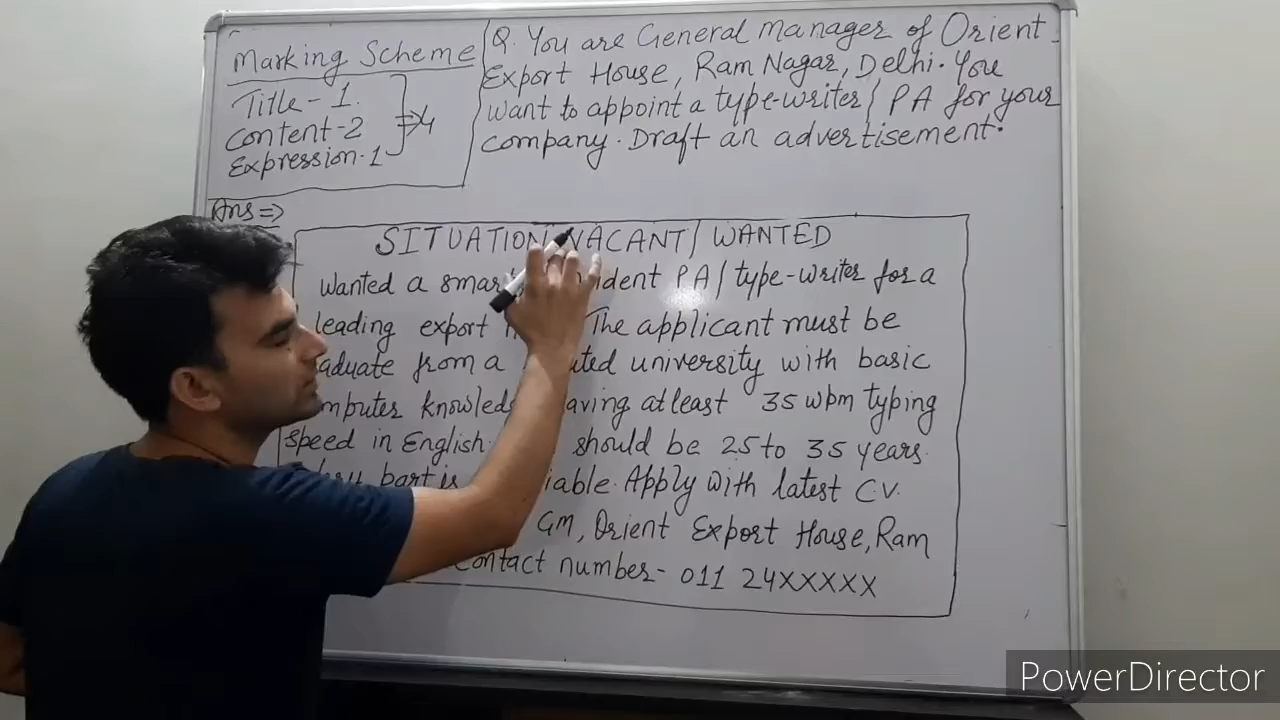 Marking Scheme
Title - 1.
content - 2
Expression - 1
=> 4
Q. You are General manager of Orient
Export House, Ram Nagar, Delhi. You
want to appoint a type-writer/ PA for your
company. Draft an advertisement.
Ans =>
SITUATION VACANT/ WANTED
Wanted a smart PA/ type-writer for a
leading export The applicant must be
from a university with basic
knowledge having atleast 35 wpm typing
speed in English. should be 25 to 35 years.
is Apply with latest C.V.
GM, Orient Export House, Ram
contact number - 011 24XXXXX
PowerDirector